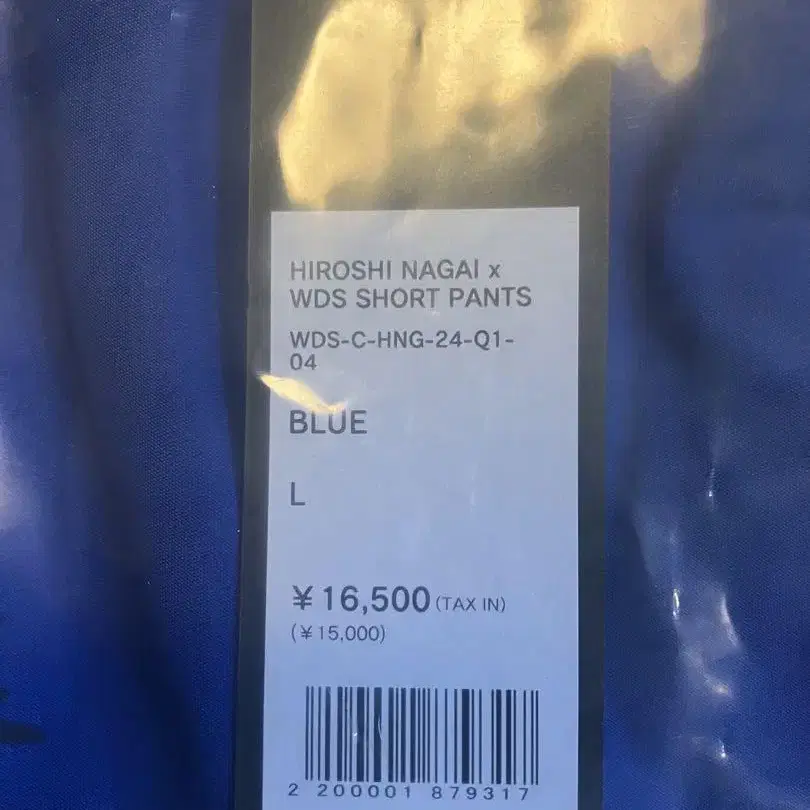 HIROSHI NAGAI x
WDS SHORT PANTS
WDS-C-HNG-24-Q1-
04
BLUE
L
¥16,500(TAX IN)
(¥15,000)
2 200001 879317